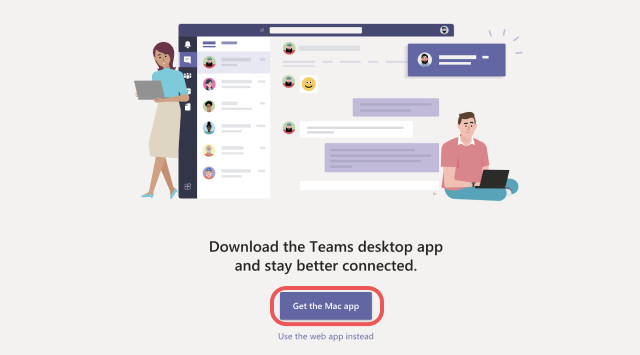 Download the Teams desktop app
and stay better connected.
Get the Mac app
Use the web app instead